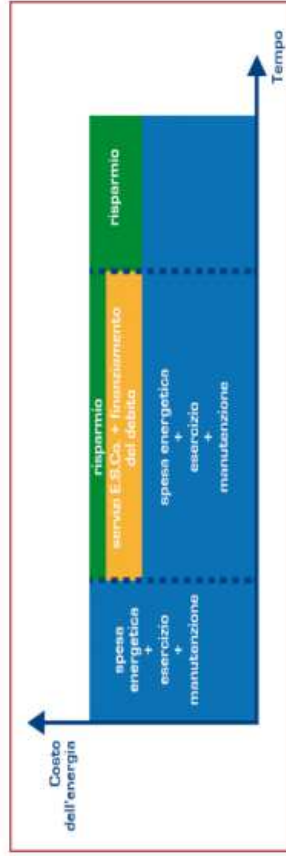 Costo
dell'energia
spesa
energetica
+
esercizio
+
manutenzione
risparmio
servizi E.S.Co. + finanziamento
del debito
spesa energetica
+
esercizio
+
manutenzione
risparmio
Tempo